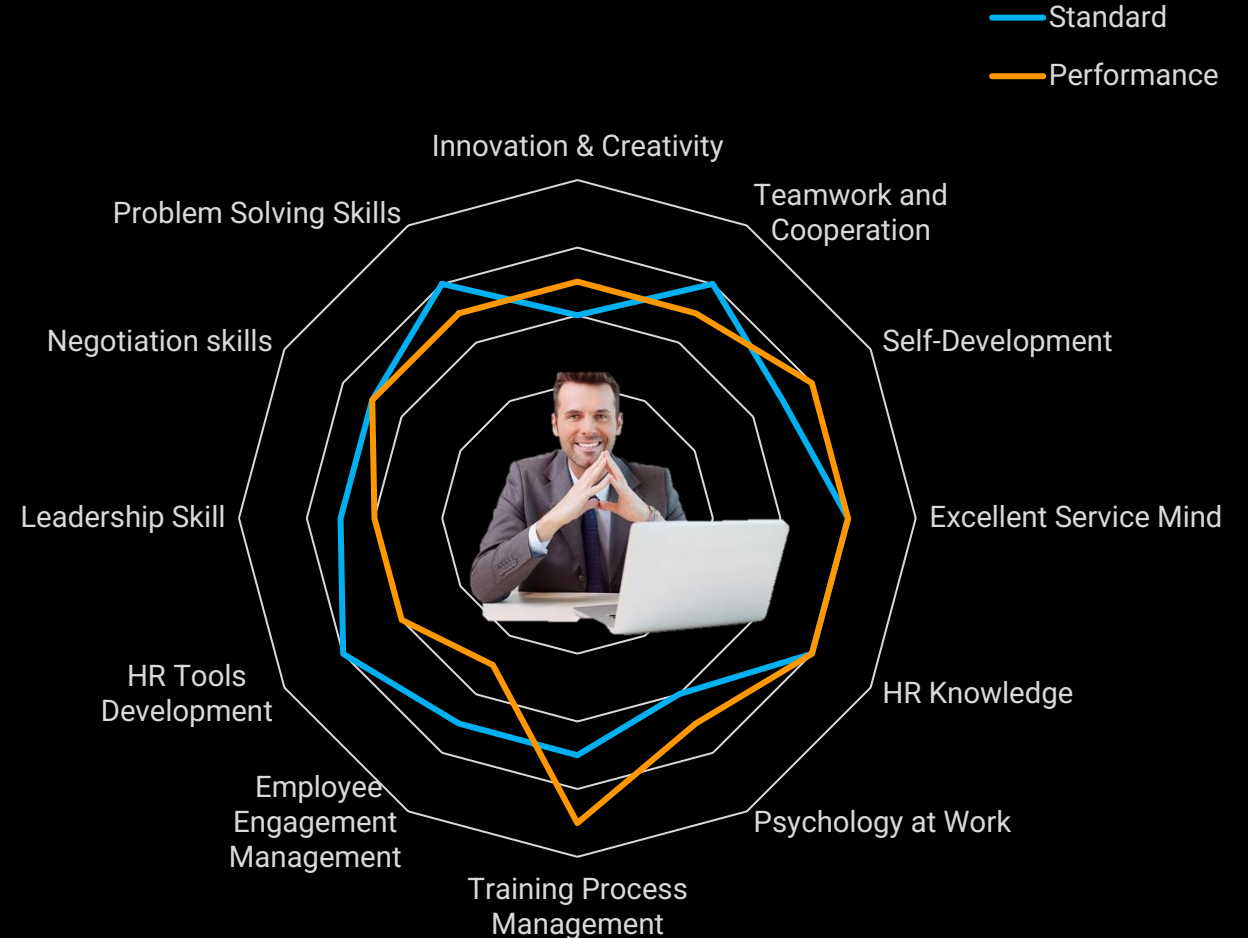 Standard
Performance
Innovation & Creativity
Teamwork and
Cooperation
Self-Development
Excellent Service Mind
HR Knowledge
Psychology at Work
Training Process
Management
Employee
Engagement
Management
HR Tools
Development
Leadership Skill
Negotiation skills
Problem Solving Skills